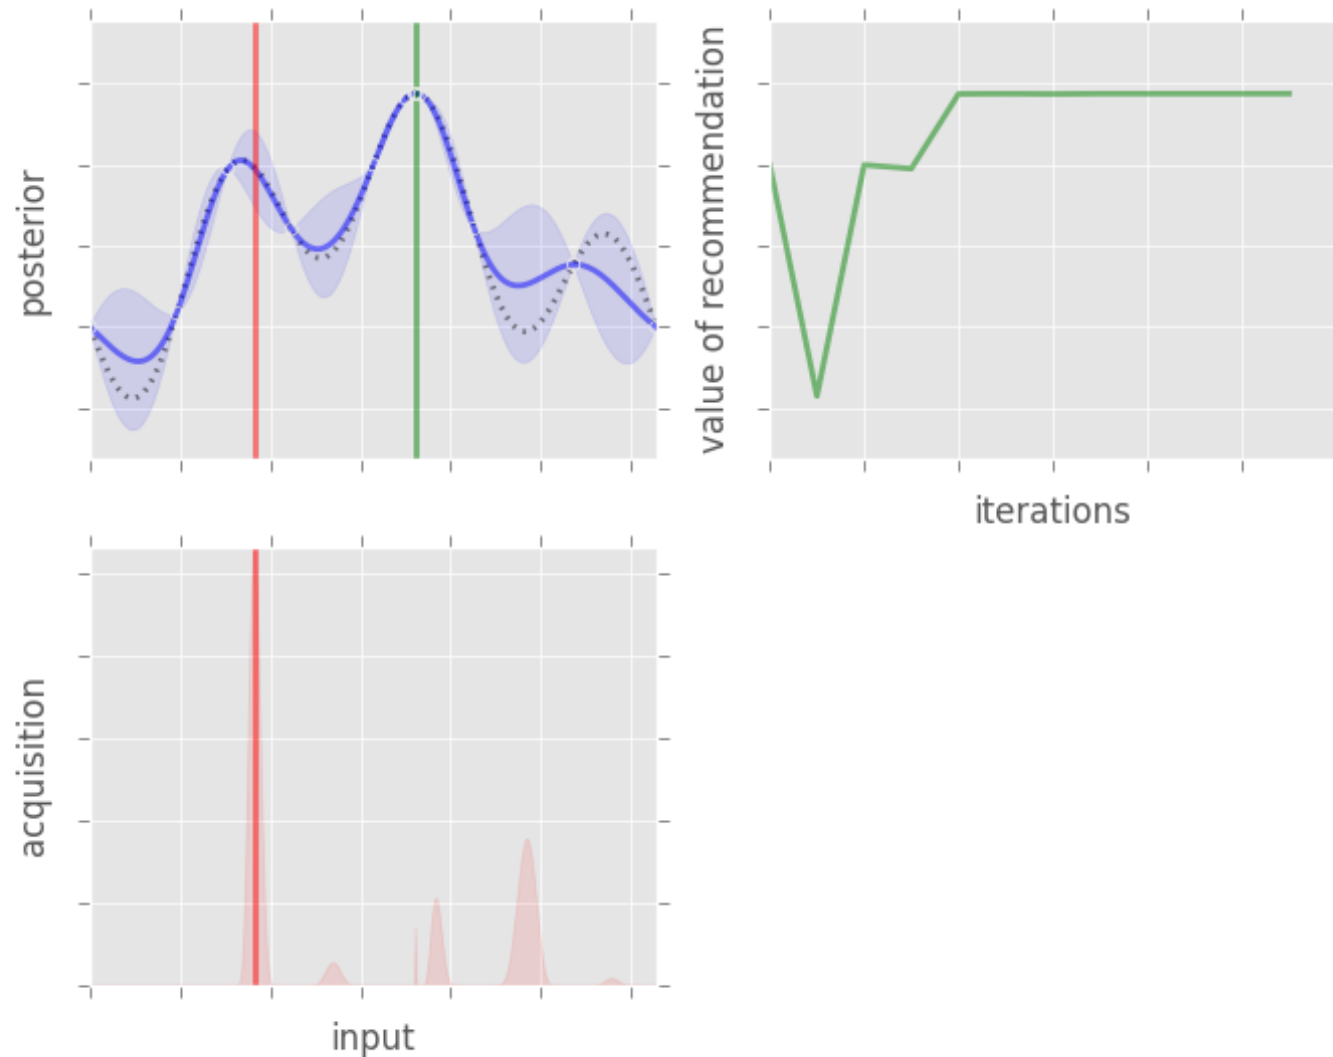 posterior
value of recommendation
iterations
acquisition
input